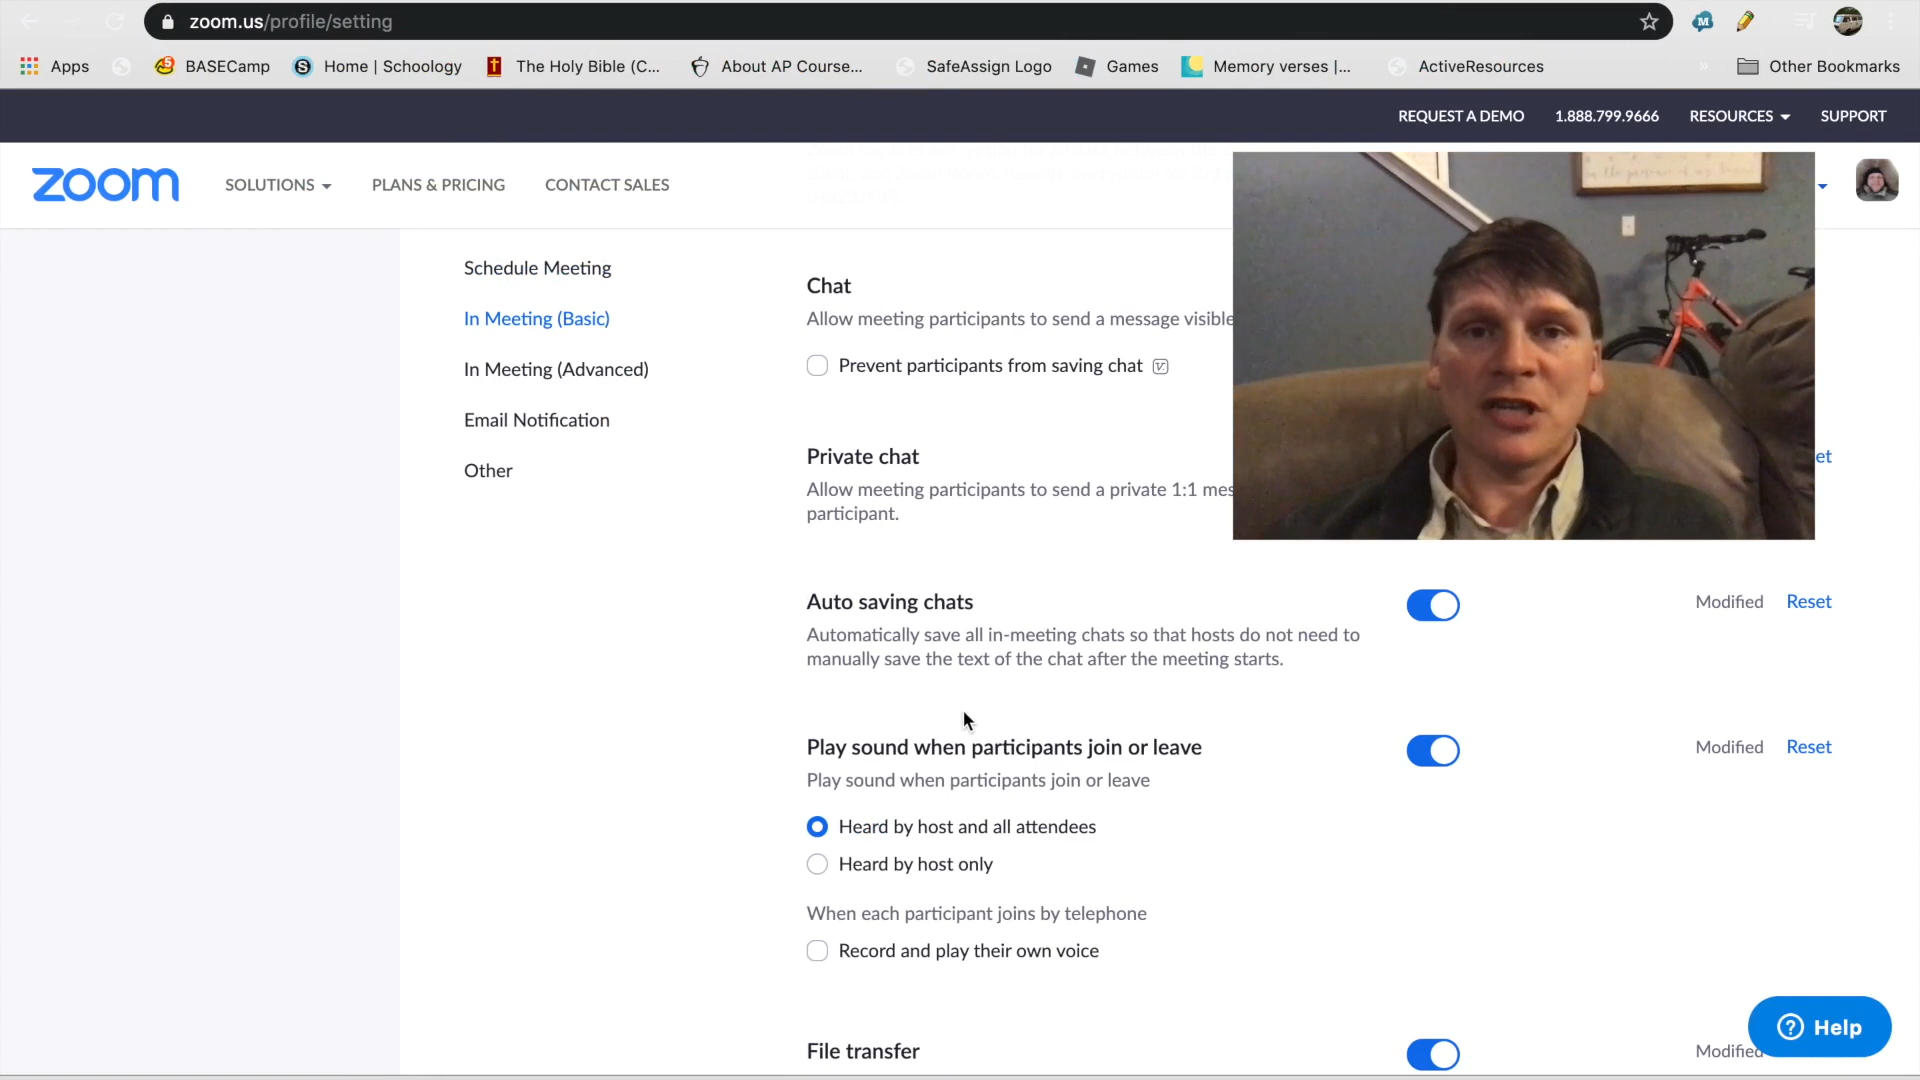 zoom.us/profile/setting
Apps
BASECamp
Home | Schoology
The Holy Bible (C...
About AP Course...
SafeAssign Logo
Games
Memory verses |...
ActiveResources
Other Bookmarks
REQUEST A DEMO
1.888.799.9666
RESOURCES
SUPPORT
zoom
SOLUTIONS
PLANS & PRICING
CONTACT SALES
Schedule Meeting
In Meeting (Basic)
In Meeting (Advanced)
Email Notification
Other
Chat
Allow meeting participants to send a message visible
Prevent participants from saving chat
Private chat
et
Allow meeting participants to send a private 1:1 mes
participant.
Auto saving chats
Modified Reset
Automatically save all in-meeting chats so that hosts do not need to
manually save the text of the chat after the meeting starts.
Play sound when participants join or leave
Modified Reset
Play sound when participants join or leave
Heard by host and all attendees
Heard by host only
When each participant joins by telephone
Record and play their own voice
File transfer
Modified
Help